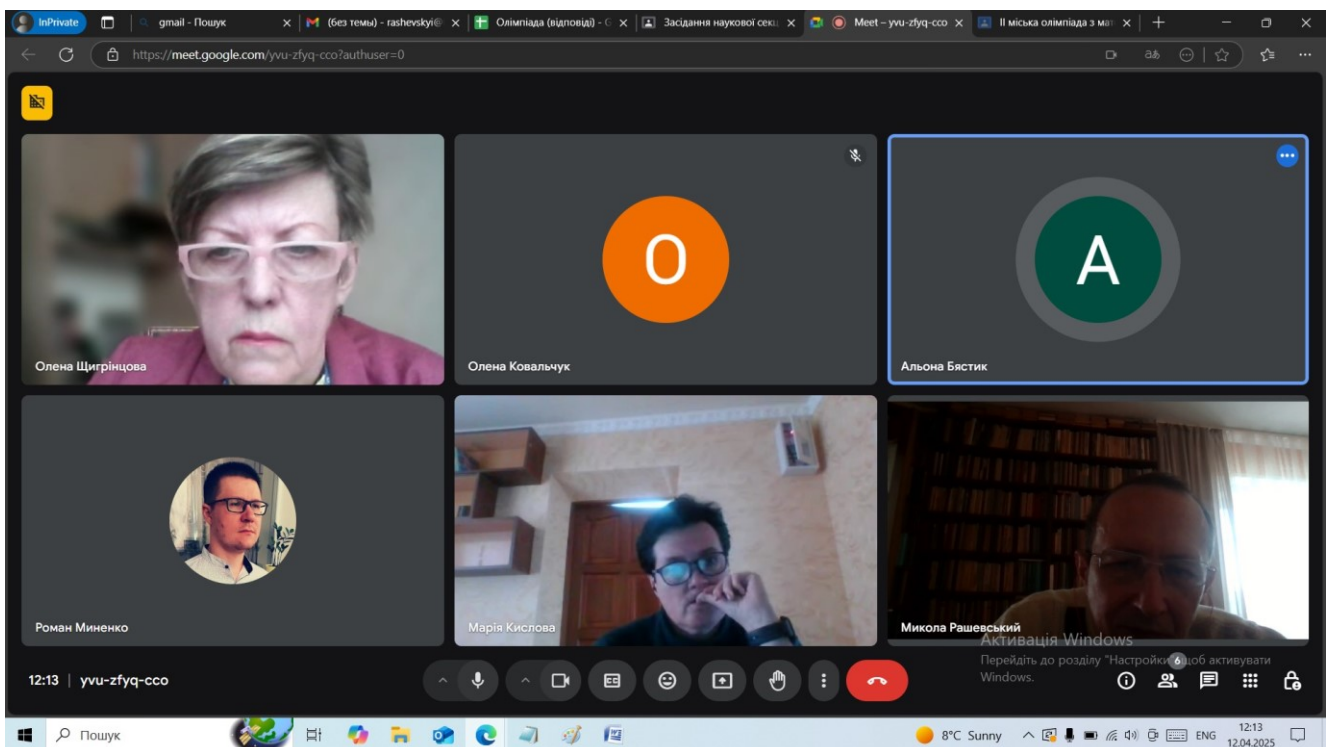 InPrivate
gmail - Пошук
(без темы) - rashevskyi@
Олімпіада (відповіді) - G
Засідання наукової секц
Meet – yvu-zfyq-cco
ІІ міська олімпіада з мат
https://meet.google.com/yvu-zfyq-cco?authuser=0
Олена Щигрінцова
O
Олена Ковальчук
A
Альона Бястик
Роман Миненко
Марія Кислова
Микола Рашевський
Активація Windows
Перейдіть до розділу "Настройки" щоб активувати
Windows.
6
12:13 | yvu-zfyq-cco
Пошук
8°C Sunny
ENG
12:13
12.04.2025